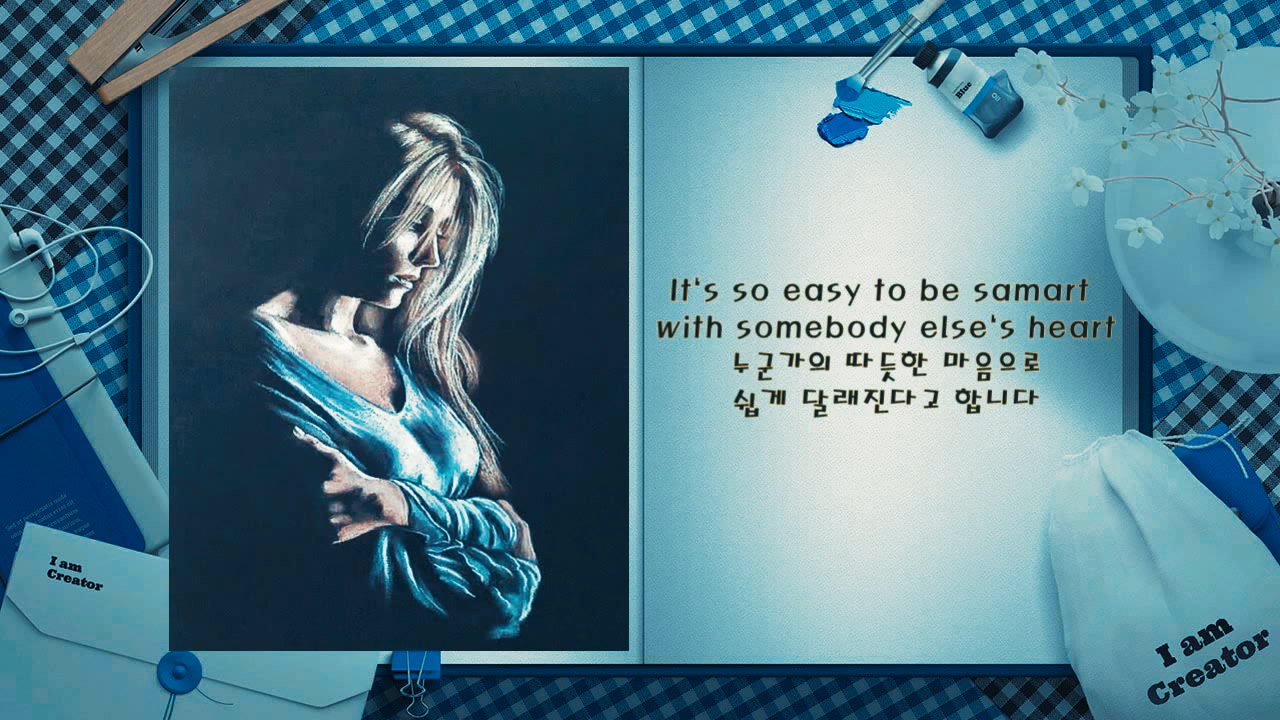 Blue
It's so easy to be samart
with somebody else's heart
누군가의 따듯한 마음으로
쉽게 달래진다고 합니다
I am
Creator
I am
Creator